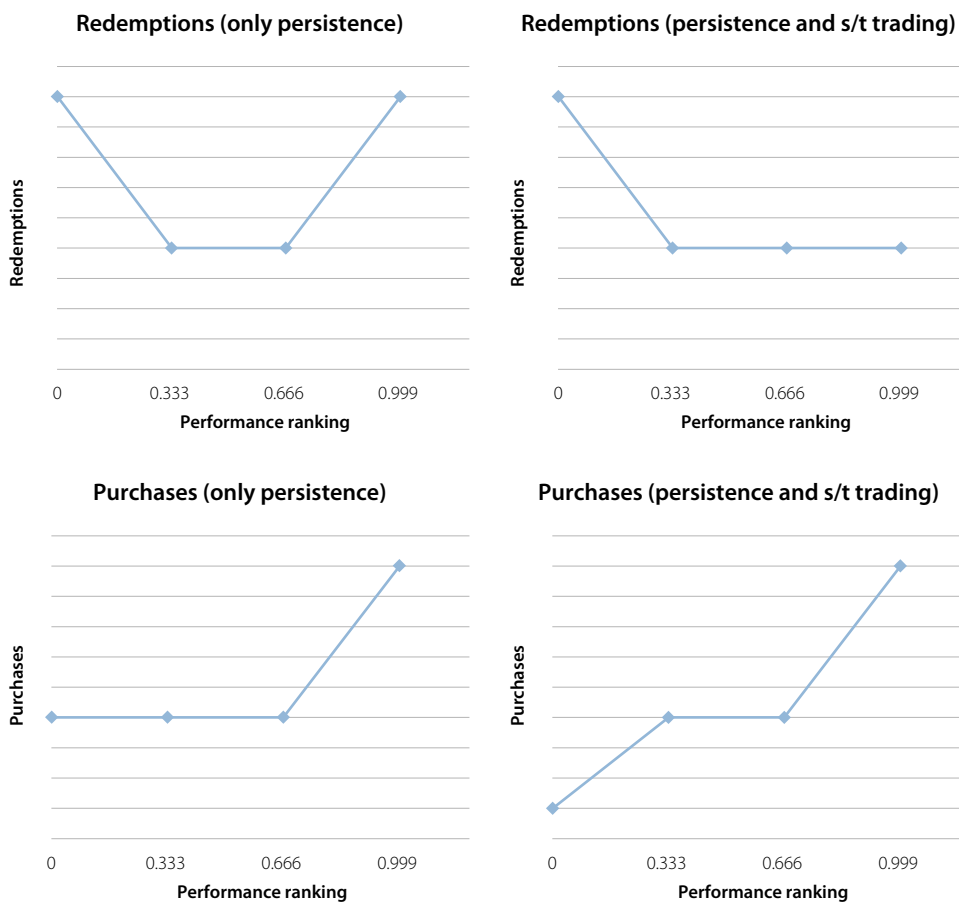 Redemptions (only persistence)
Redemptions
0 0.333 0.666 0.999
Performance ranking
Redemptions (persistence and s/t trading)
Redemptions
0 0.333 0.666 0.999
Performance ranking
Purchases (only persistence)
Purchases
0 0.333 0.666 0.999
Performance ranking
Purchases (persistence and s/t trading)
Purchases
0 0.333 0.666 0.999
Performance ranking